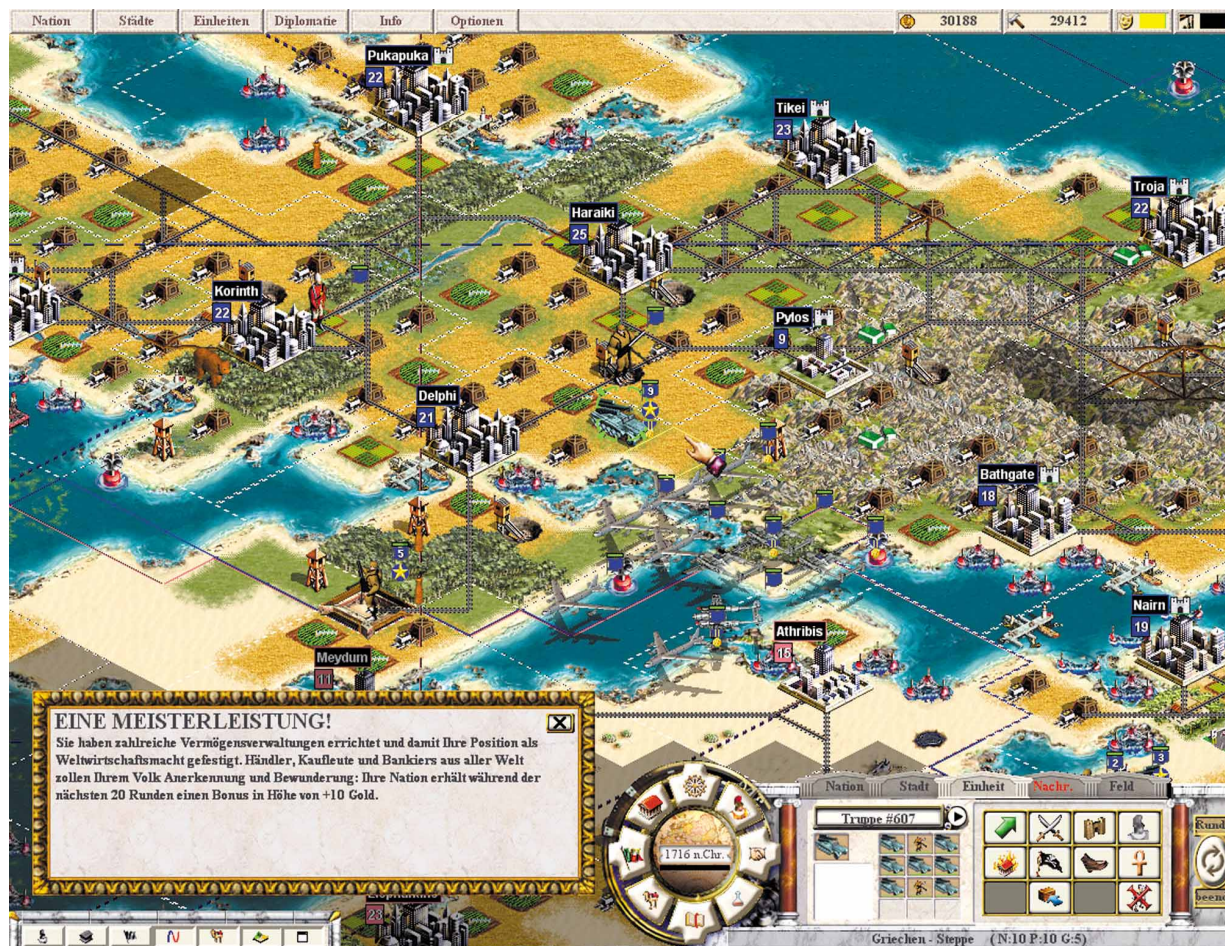 Nation Städte Einheiten Diplomatie Info Optionen 30188 29412
Pukapuka
22
Tikei
23
Troja
22
Haraiki
25
Korinth
22
Pylos
9
Delphi
21
9
Bathgate
18
5
Nairn
19
Athribis
15
Meydum
11
EINE MEISTERLEISTUNG!
Sie haben zahlreiche Vermögensverwaltungen errichtet und damit Ihre Position als
Weltwirtschaftsmacht gefestigt. Händler, Kaufleute und Bankiers aus aller Welt
zollen Ihrem Volk Anerkennung und Bewunderung: Ihre Nation erhält während der
nächsten 20 Runden einen Bonus in Höhe von +10 Gold.
2 3
Nation Stadt Einheit Nachr. Feld
Truppe #607
1716 n.Chr.
23
Griechen - Steppe (N:10 P:10 G:5)